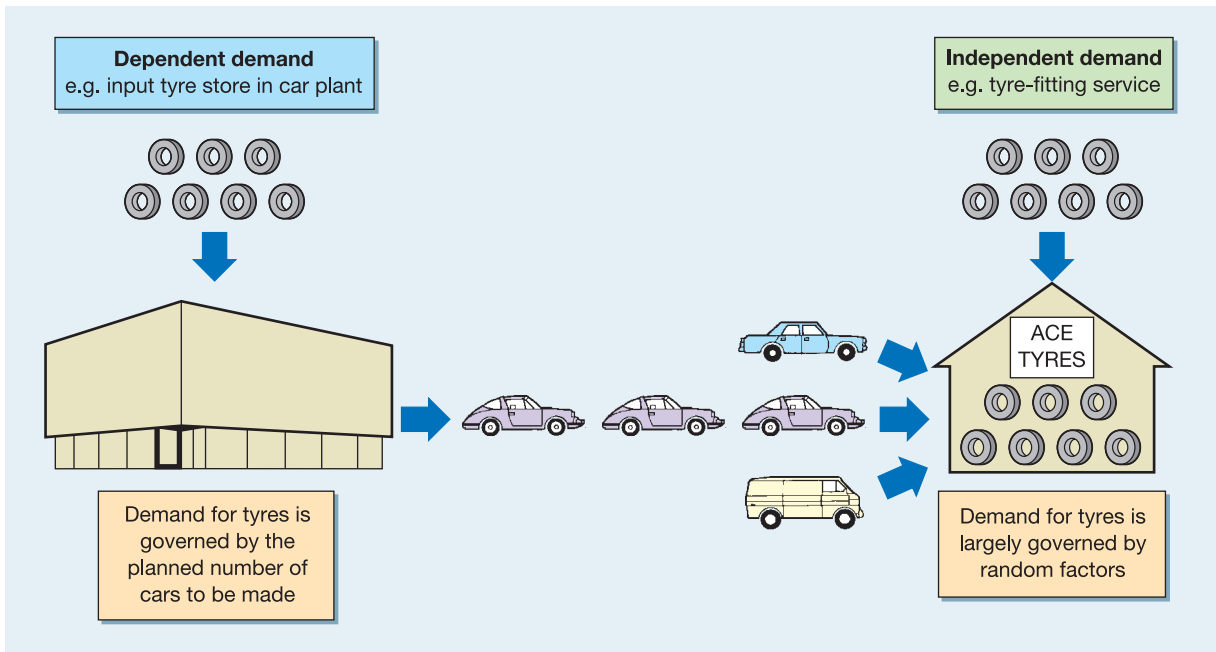 Dependent demand
e.g. input tyre store in car plant
Independent demand
e.g. tyre-fitting service
ACE
TYRES
Demand for tyres is
governed by the
planned number of
cars to be made
Demand for tyres is
largely governed by
random factors